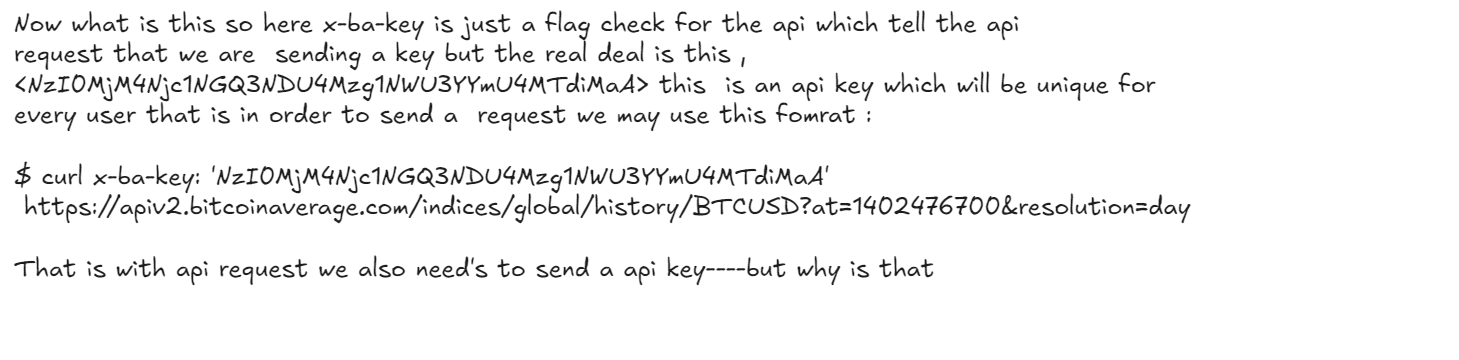 Now what is this so here x-ba-key is just a flag check for the api which tell the api
request that we are sending a key but the real deal is this ,
<NzI0MjM4Njc1NGQ3NDU4Mzg1NWU3YYmU4MTdiMaA> this is an api key which will be unique for
every user that is in order to send a request we may use this fomrat :
$ curl x-ba-key: 'NzI0MjM4Njc1NGQ3NDU4Mzg1NWU3YYmU4MTdiMaA'
https://apiv2.bitcoinaverage.com/indices/global/history/BTCUSD?at=1402476700&resolution=day
That is with api request we also need's to send a api key----but why is that